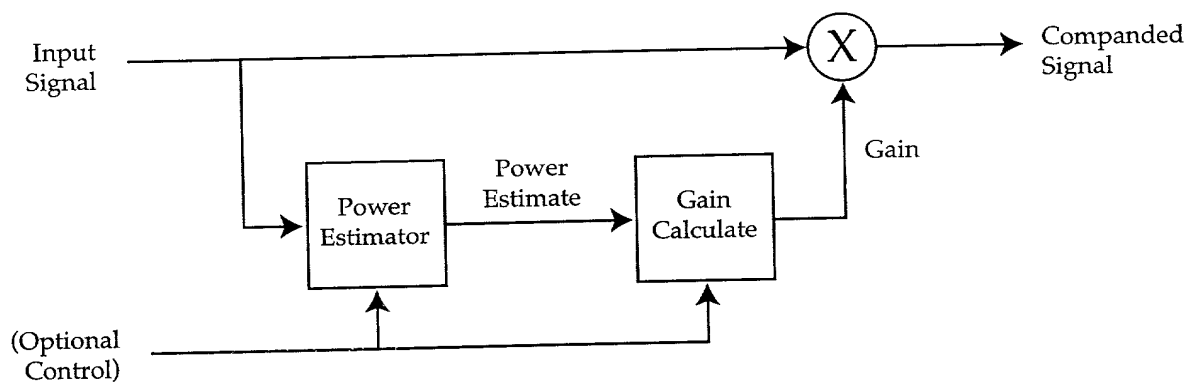 Input
Signal
X
Companded
Signal
Gain
Power
Estimate
Power
Estimator
Gain
Calculate
(Optional
Control)